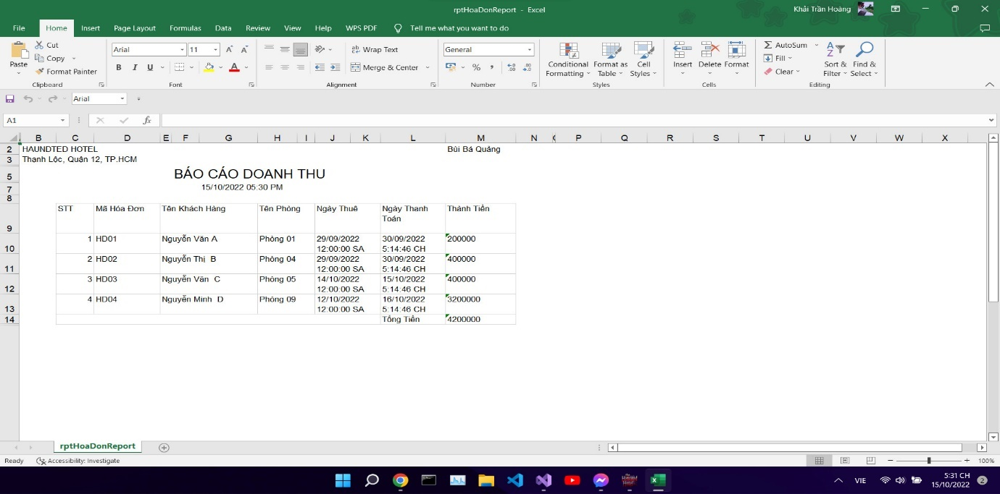 rptHoaDonReport - Excel
Khải Trần Hoàng
File Home Insert Page Layout Formulas Data Review View Help WPS PDF Tell me what you want to do
Paste
Cut
Copy
Format Painter
Clipboard
Arial 11
B I U
Font
Wrap Text
Merge & Center
Alignment
General
Number
Conditional Formatting
Format as Table
Cell Styles
Styles
Insert Delete Format
Cells
AutoSum
Fill
Clear
Sort & Filter
Find & Select
Editing
Arial
A1
fx
B C D E F G H I J K L M N P Q R S T U V W X
2 HAUNDTED HOTEL Bùi Bá Quảng
3 Thạnh Lộc, Quận 12, TP.HCM
5 BÁO CÁO DOANH THU
7 15/10/2022 05:30 PM
8
9 STT Mã Hóa Đơn Tên Khách Hàng Tên Phòng Ngày Thuê Ngày Thanh Toán Thành Tiền
10 1 HD01 Nguyễn Văn A Phòng 01 29/09/2022 12:00:00 SA 30/09/2022 5:14:46 CH 200000
11 2 HD02 Nguyễn Thị B Phòng 04 29/09/2022 12:00:00 SA 30/09/2022 5:14:46 CH 400000
12 3 HD03 Nguyễn Văn C Phòng 05 14/10/2022 12:00:00 SA 15/10/2022 5:14:46 CH 400000
13 4 HD04 Nguyễn Minh D Phòng 09 12/10/2022 12:00:00 SA 16/10/2022 5:14:46 CH 3200000
14 Tổng Tiền 4200000
rptHoaDonReport
Ready Accessibility: Investigate 100%
VIE 5:31 CH
15/10/2022 2